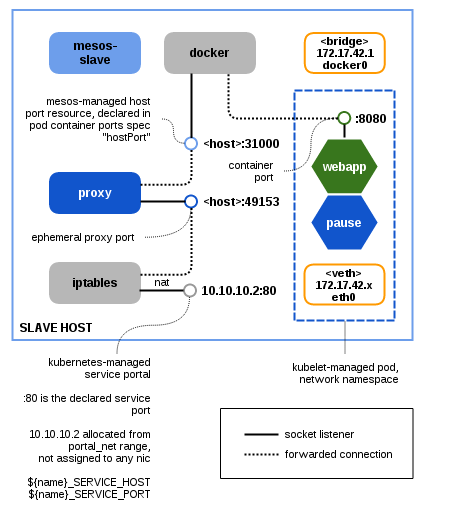 mesos-
slave
docker
<bridge>
172.17.42.1
docker0
mesos-managed host
port resource, declared in
pod container ports spec
"hostPort"
:8080
<host>:31000
container
port
webapp
proxy
<host>:49153
pause
ephemeral proxy port
iptables
nat
10.10.10.2:80
<veth>
172.17.42.x
eth0
SLAVE HOST
kubernetes-managed
service portal
:80 is the declared service
port
10.10.10.2 allocated from
portal_net range,
not assigned to any nic
${name}_SERVICE_HOST
${name}_SERVICE_PORT
kubelet-managed pod,
network namespace
socket listener
forwarded connection